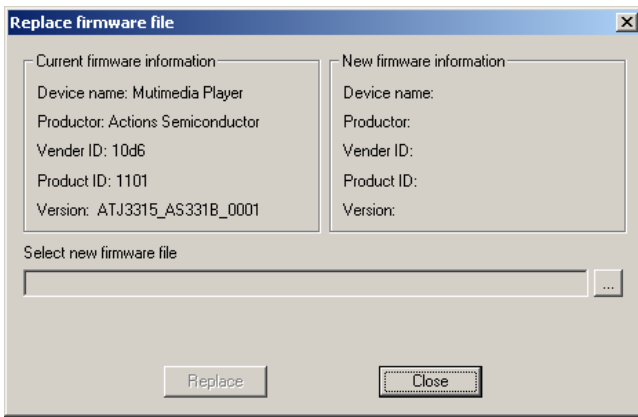 Replace firmware file
Current firmware information
Device name: Mutimedia Player
Productor: Actions Semiconductor
Vender ID: 10d6
Product ID: 1101
Version: ATJ3315_AS331B_0001
New firmware information
Device name:
Productor:
Vender ID:
Product ID:
Version:
Select new firmware file
...
Replace
Close